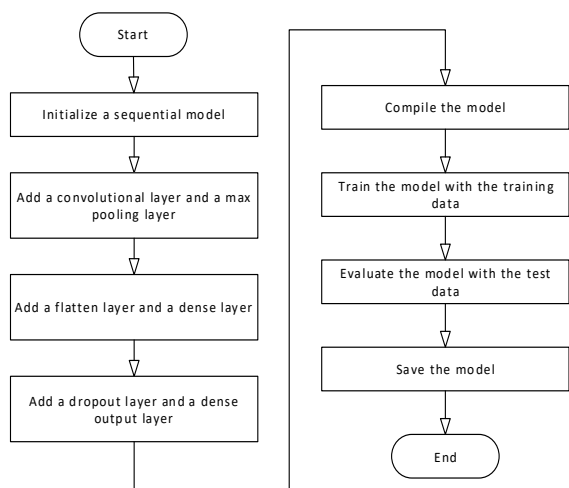 Start
Initialize a sequential model
Add a convolutional layer and a max
pooling layer
Add a flatten layer and a dense layer
Add a dropout layer and a dense
output layer
Compile the model
Train the model with the training
data
Evaluate the model with the test
data
Save the model
End